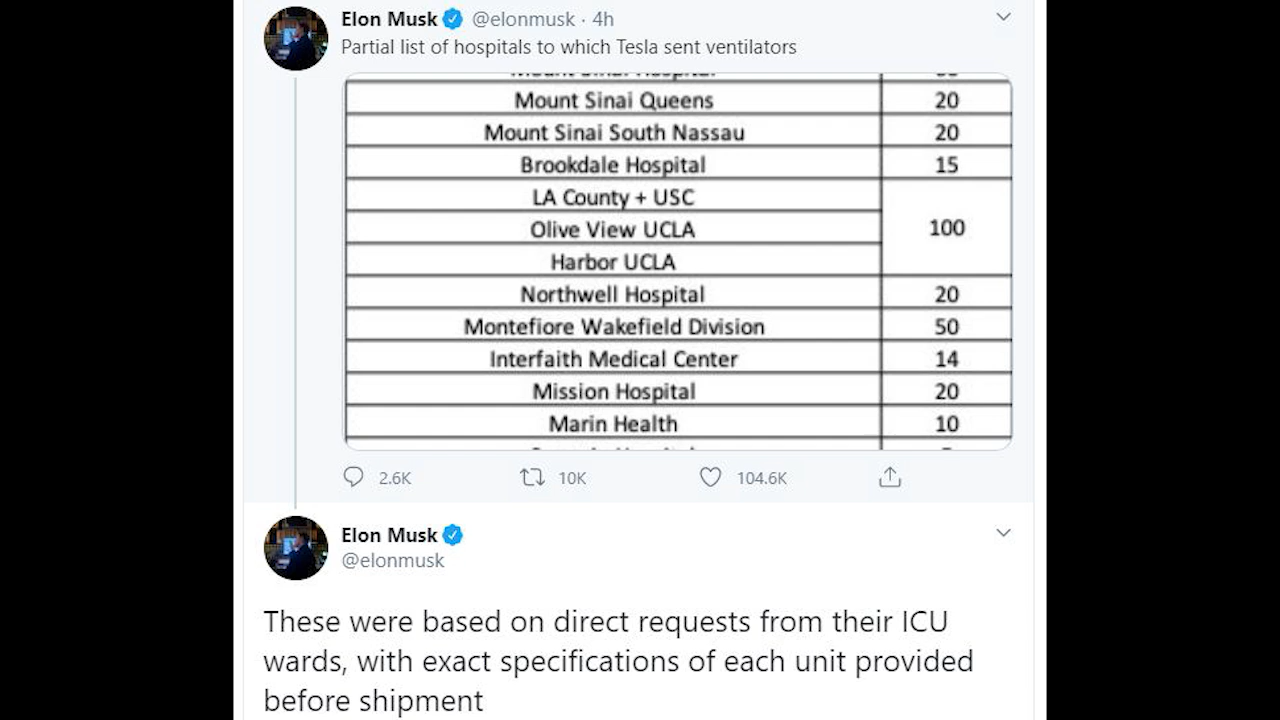 Elon Musk @elonmusk · 4h
Partial list of hospitals to which Tesla sent ventilators
Mount Sinai Queens 20
Mount Sinai South Nassau 20
Brookdale Hospital 15
LA County + USC
Olive View UCLA 100
Harbor UCLA
Northwell Hospital 20
Montefiore Wakefield Division 50
Interfaith Medical Center 14
Mission Hospital 20
Marin Health 10
2.6K 10K 104.6K
Elon Musk
@elonmusk
These were based on direct requests from their ICU
wards, with exact specifications of each unit provided
before shipment